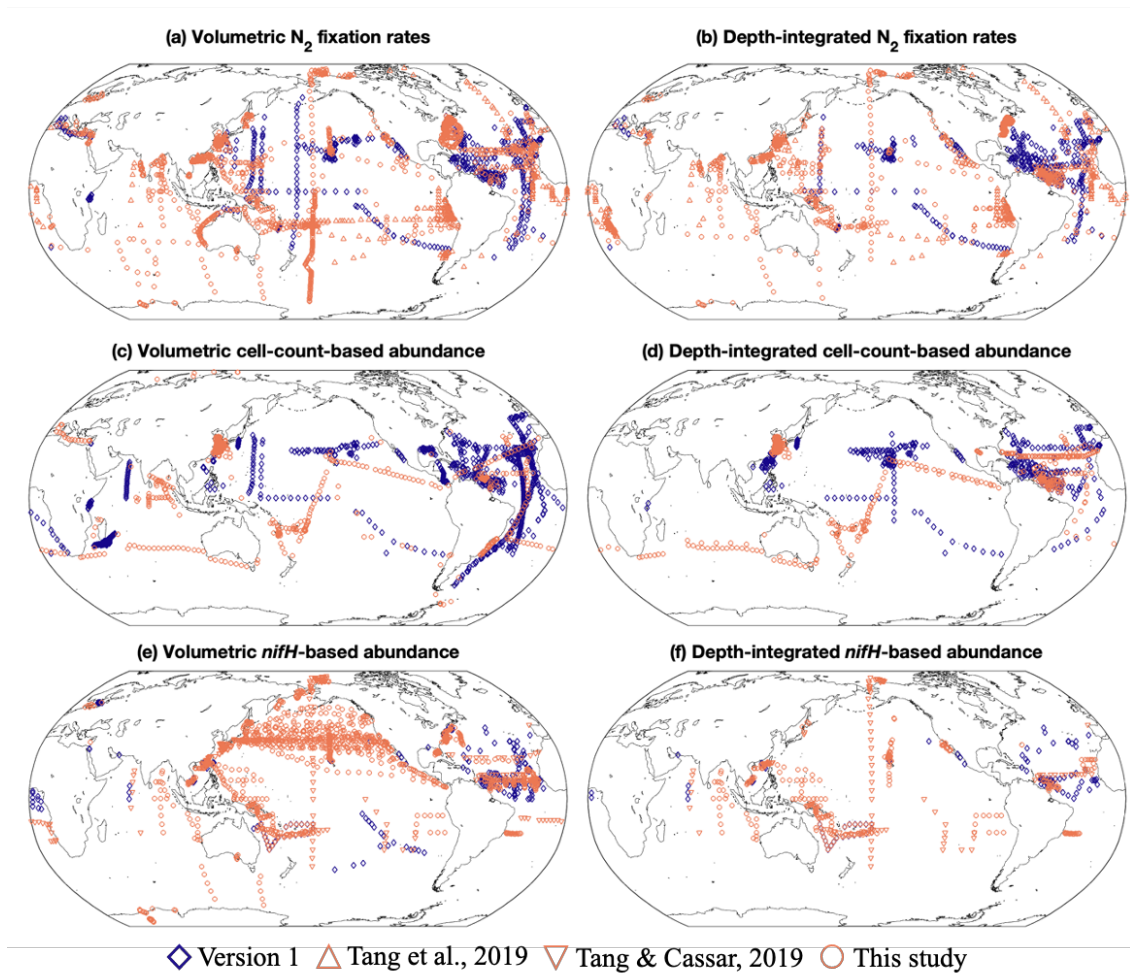 (a) Volumetric N2 fixation rates
(b) Depth-integrated N2 fixation rates
(c) Volumetric cell-count-based abundance
(d) Depth-integrated cell-count-based abundance
(e) Volumetric nifH-based abundance
(f) Depth-integrated nifH-based abundance
Version 1 Tang et al., 2019 Tang & Cassar, 2019 This study